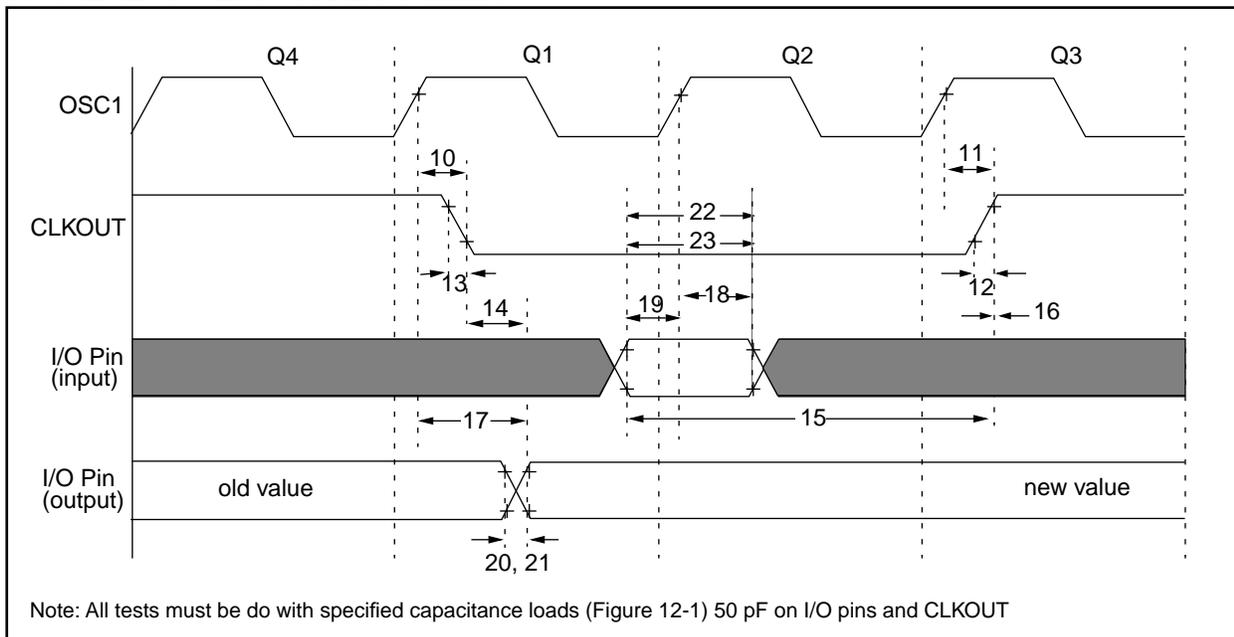 Q4 Q1 Q2 Q3
OSC1
10 11
22
CLKOUT
23
13 18 12
19 16
14
I/O Pin
(input)
17 15
I/O Pin
(output)
old value new value
20, 21
Note: All tests must be do with specified capacitance loads (Figure 12-1) 50 pF on I/O pins and CLKOUT